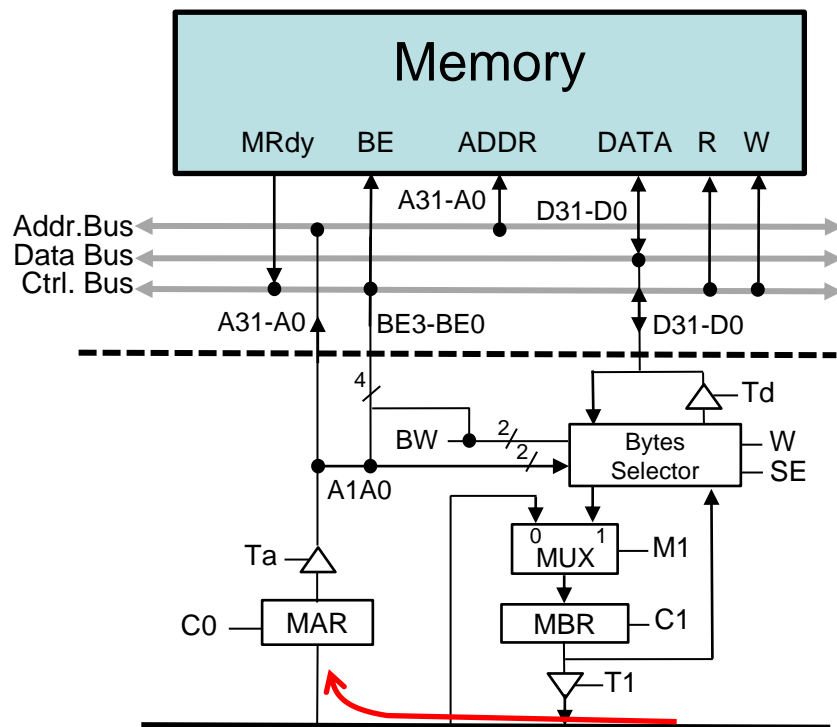 Memory
MRdy BE ADDR DATA R W
A31-A0 D31-D0
Addr.Bus
Data Bus
Ctrl. Bus
A31-A0 BE3-BE0 D31-D0
4
Td
BW 2
Bytes
Selector
W
2
SE
A1A0
0 1
MUX
M1
Ta
C0
MAR
MBR
C1
T1